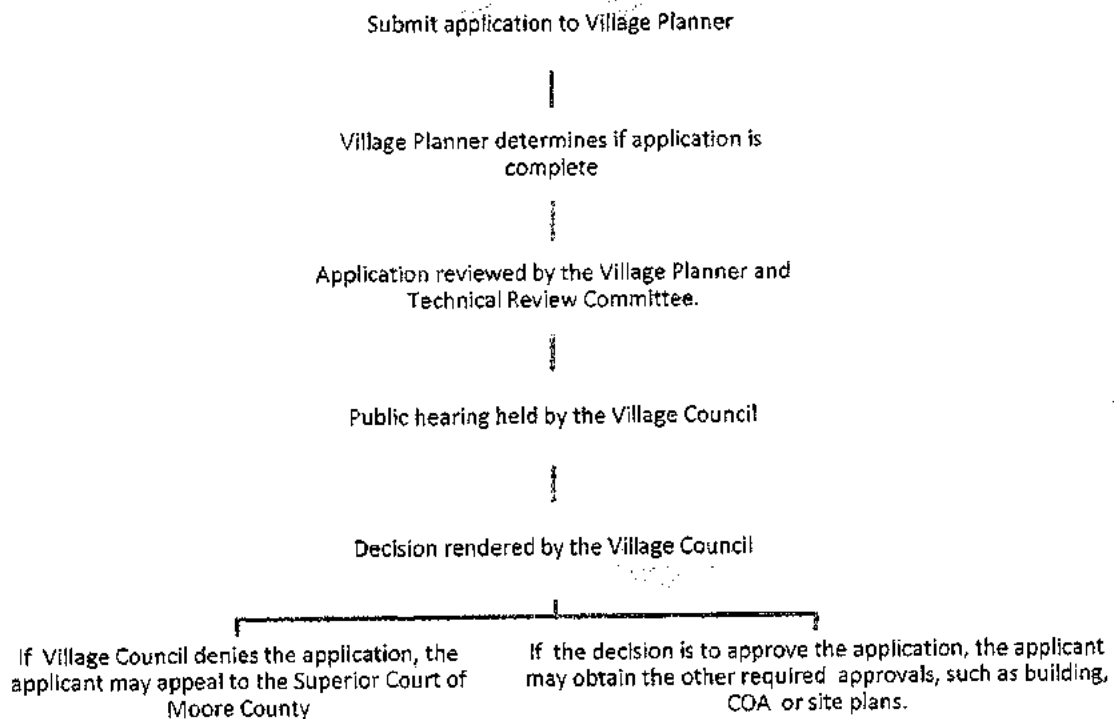 Submit application to Village Planner
Village Planner determines if application is
complete
Application reviewed by the Village Planner and
Technical Review Committee.
Public hearing held by the Village Council
Decision rendered by the Village Council
If Village Council denies the application, the
applicant may appeal to the Superior Court of
Moore County
If the decision is to approve the application, the applicant
may obtain the other required approvals, such as building,
COA or site plans.